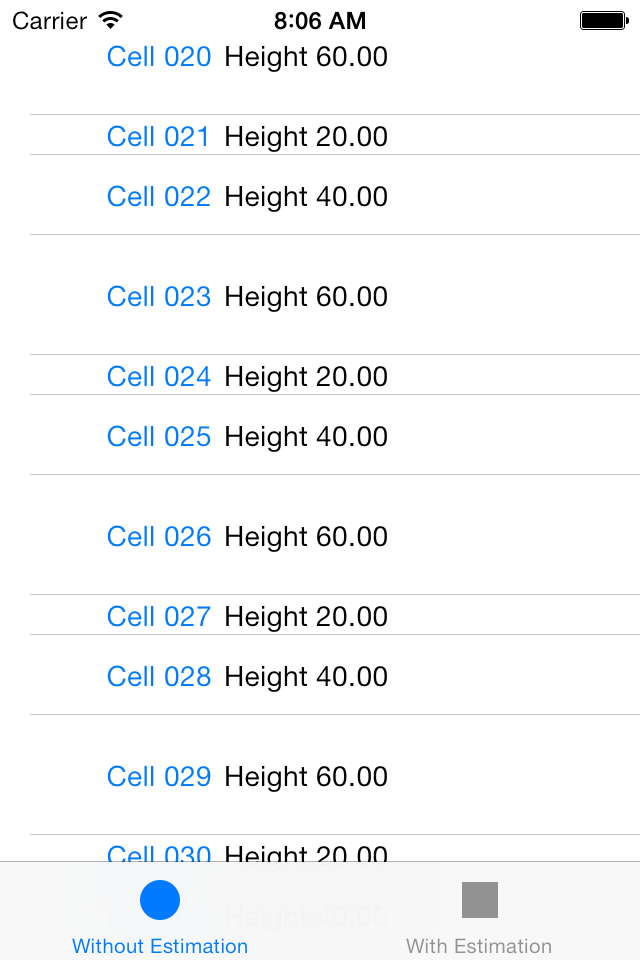 Carrier 8:06 AM
Cell 020 Height 60.00
Cell 021 Height 20.00
Cell 022 Height 40.00
Cell 023 Height 60.00
Cell 024 Height 20.00
Cell 025 Height 40.00
Cell 026 Height 60.00
Cell 027 Height 20.00
Cell 028 Height 40.00
Cell 029 Height 60.00
Cell 030 Height 20.00
Cell 031 Height 40.00
Without Estimation With Estimation